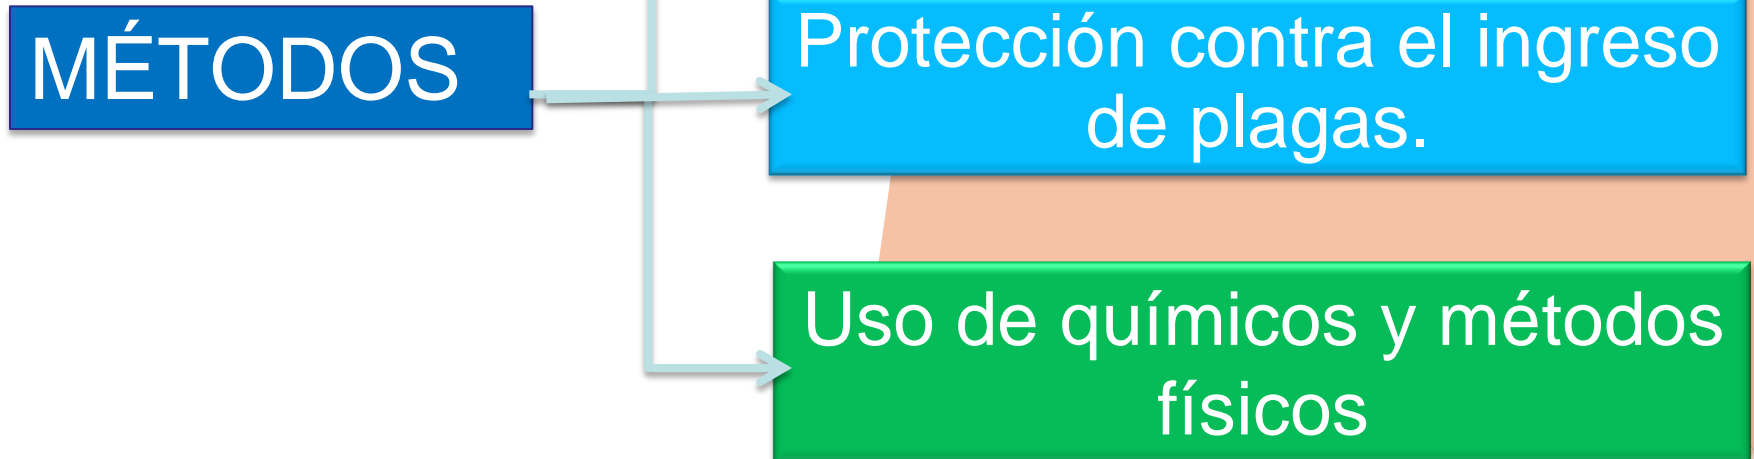 MÉTODOS
Protección contra el ingreso
de plagas.
Uso de químicos y métodos
físicos